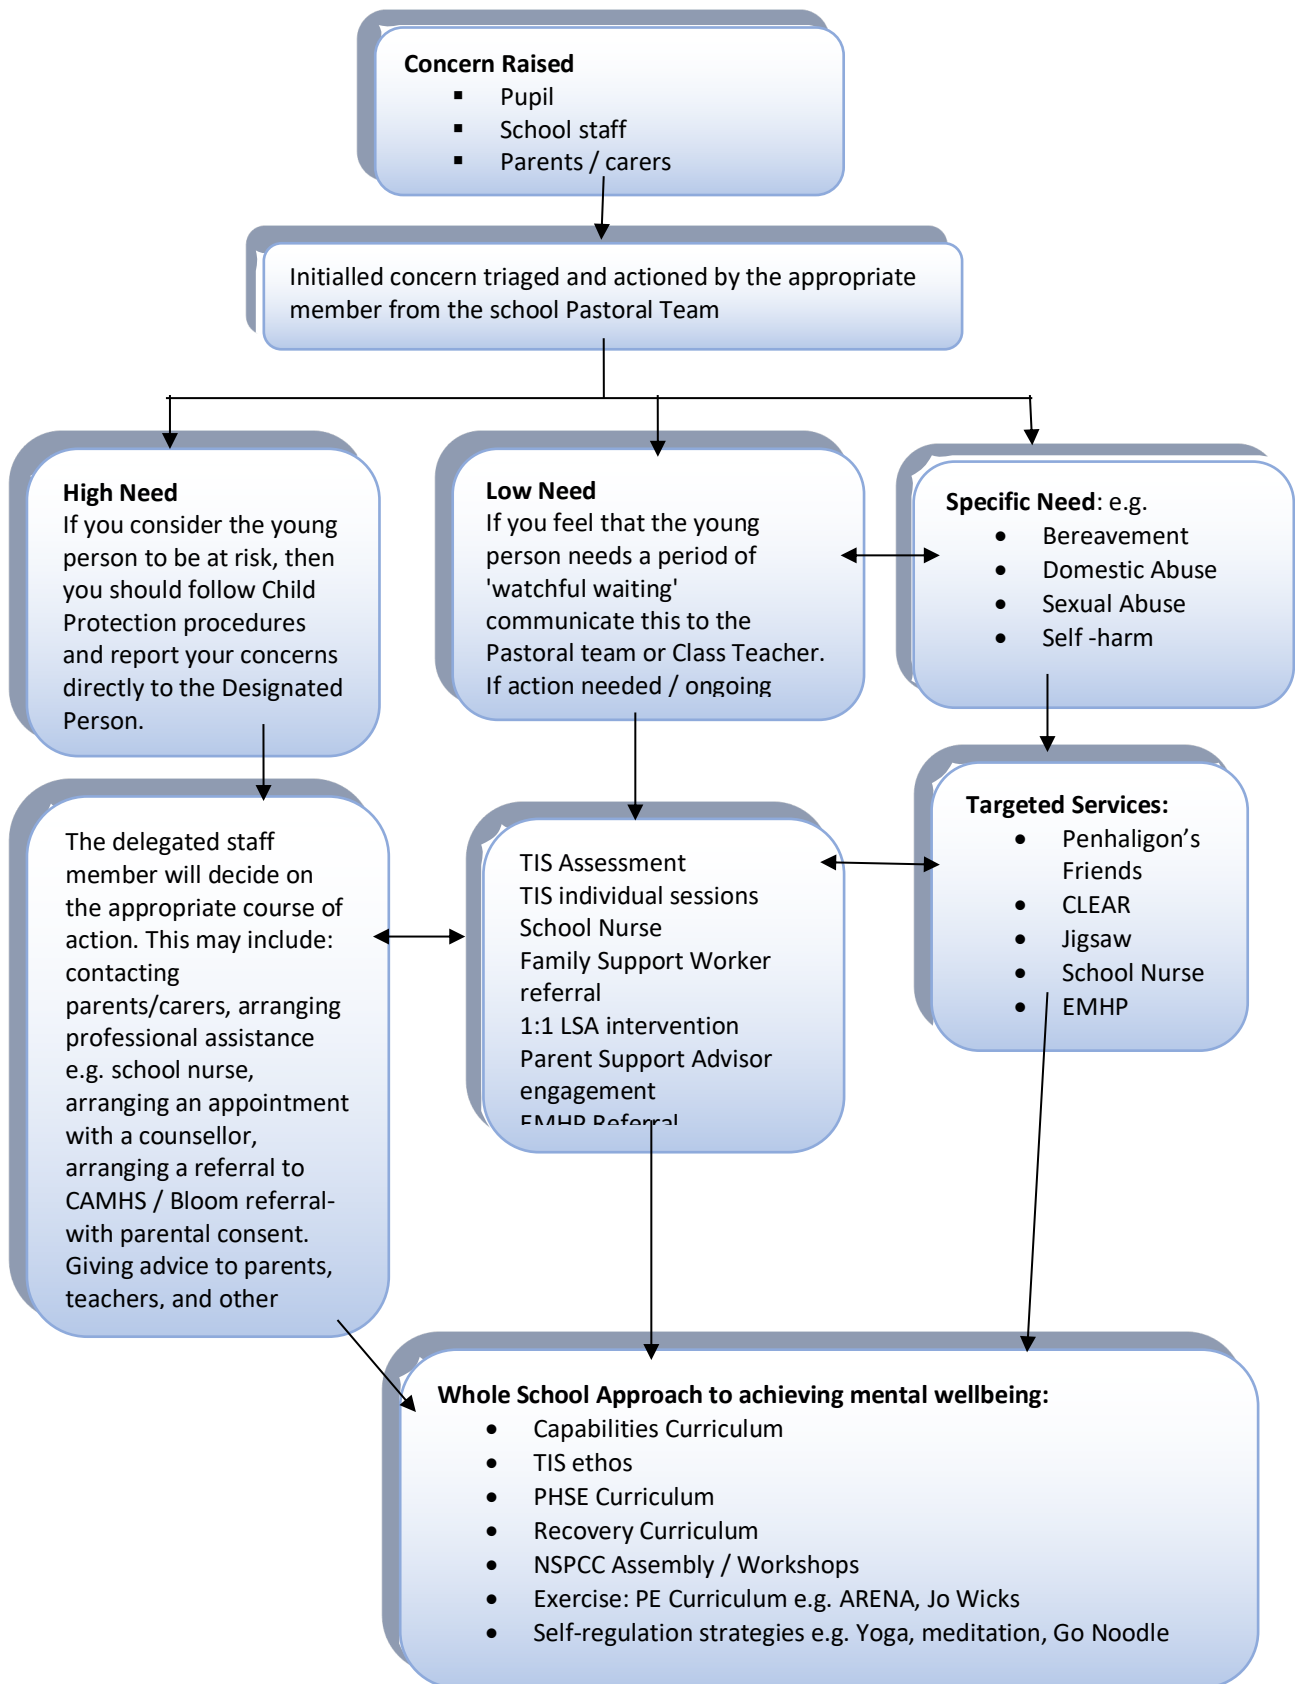 Concern Raised
▪ Pupil
▪ School staff
▪ Parents / carers
Initialled concern triaged and actioned by the appropriate
member from the school Pastoral Team
High Need
If you consider the young
person to be at risk, then
you should follow Child
Protection procedures
and report your concerns
directly to the Designated
Person.
Low Need
If you feel that the young
person needs a period of
'watchful waiting'
communicate this to the
Pastoral team or Class Teacher.
If action needed / ongoing
Specific Need: e.g.
• Bereavement
• Domestic Abuse
• Sexual Abuse
• Self -harm
The delegated staff
member will decide on
the appropriate course of
action. This may include:
contacting
parents/carers, arranging
professional assistance
e.g. school nurse,
arranging an appointment
with a counsellor,
arranging a referral to
CAMHS / Bloom referral-
with parental consent.
Giving advice to parents,
teachers, and other
TIS Assessment
TIS individual sessions
School Nurse
Family Support Worker
referral
1:1 LSA intervention
Parent Support Advisor
engagement
EMHP Referral
Targeted Services:
• Penhaligon’s
Friends
• CLEAR
• Jigsaw
• School Nurse
• EMHP
Whole School Approach to achieving mental wellbeing:
• Capabilities Curriculum
• TIS ethos
• PHSE Curriculum
• Recovery Curriculum
• NSPCC Assembly / Workshops
• Exercise: PE Curriculum e.g. ARENA, Jo Wicks
• Self-regulation strategies e.g. Yoga, meditation, Go Noodle